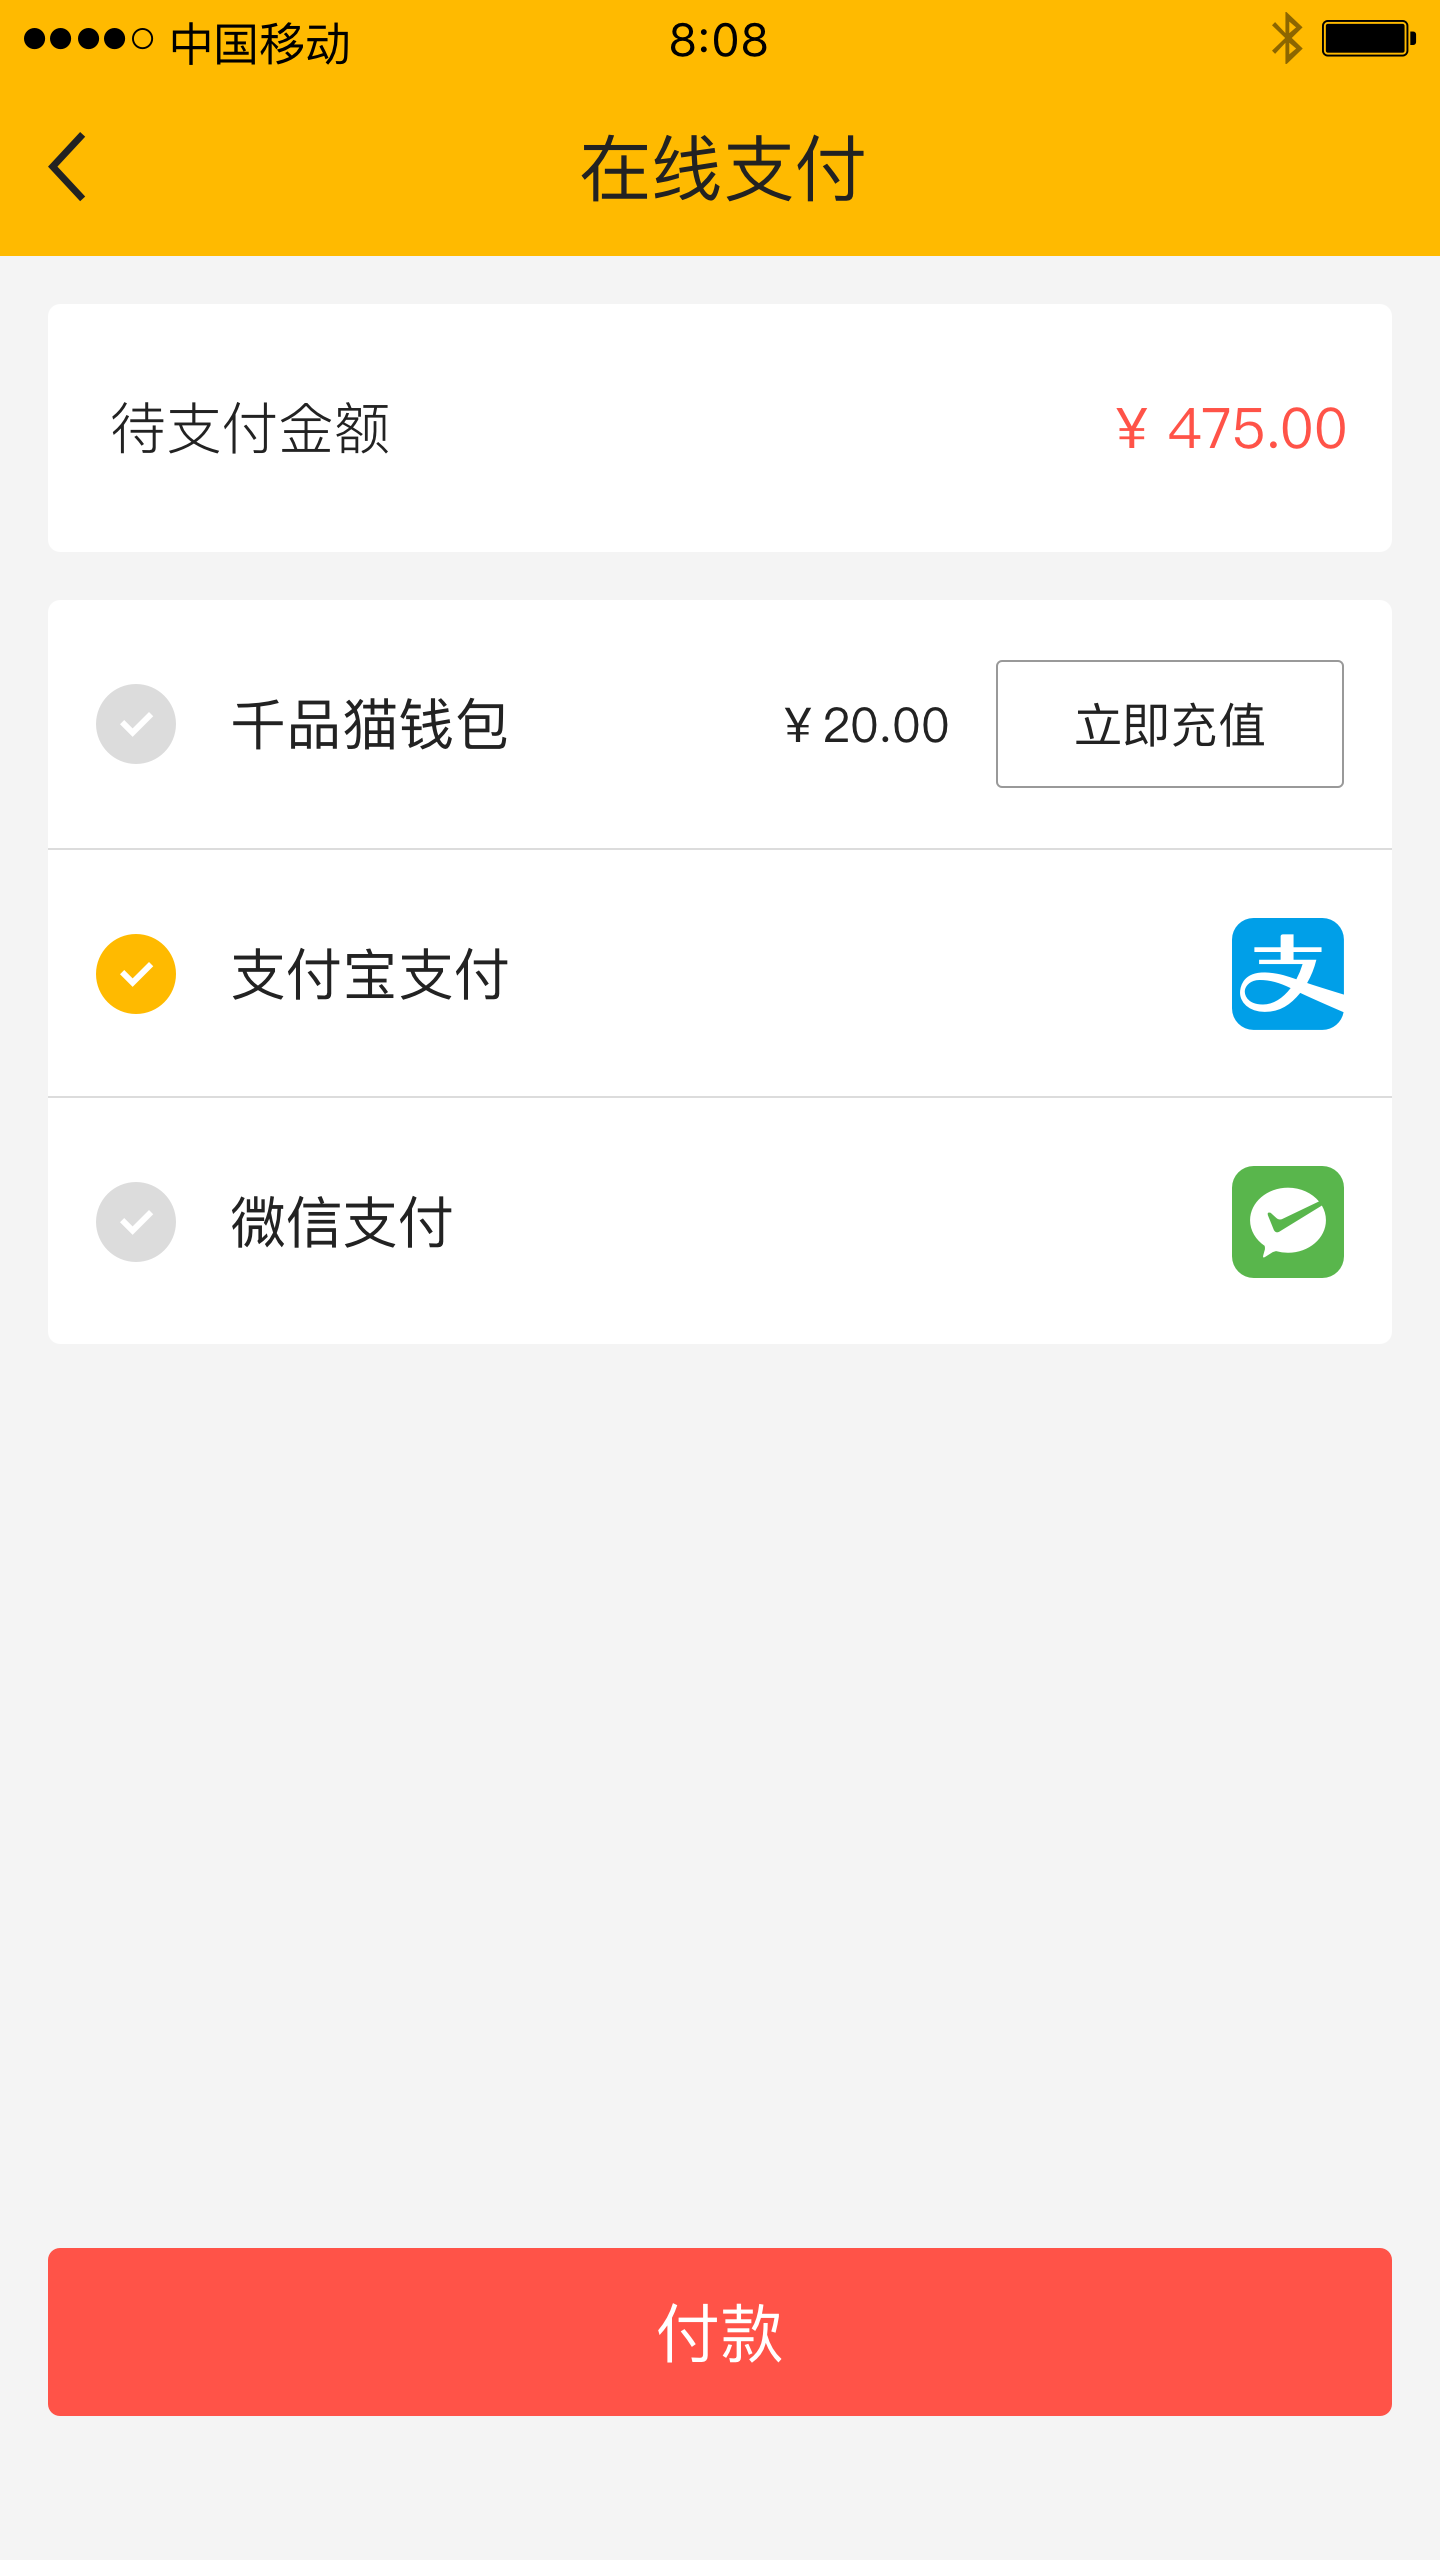 中国移动 8:08
在线支付
待支付金额 ¥ 475.00
千品猫钱包 ¥ 20.00 立即充值
支付宝支付 支
微信支付
付款